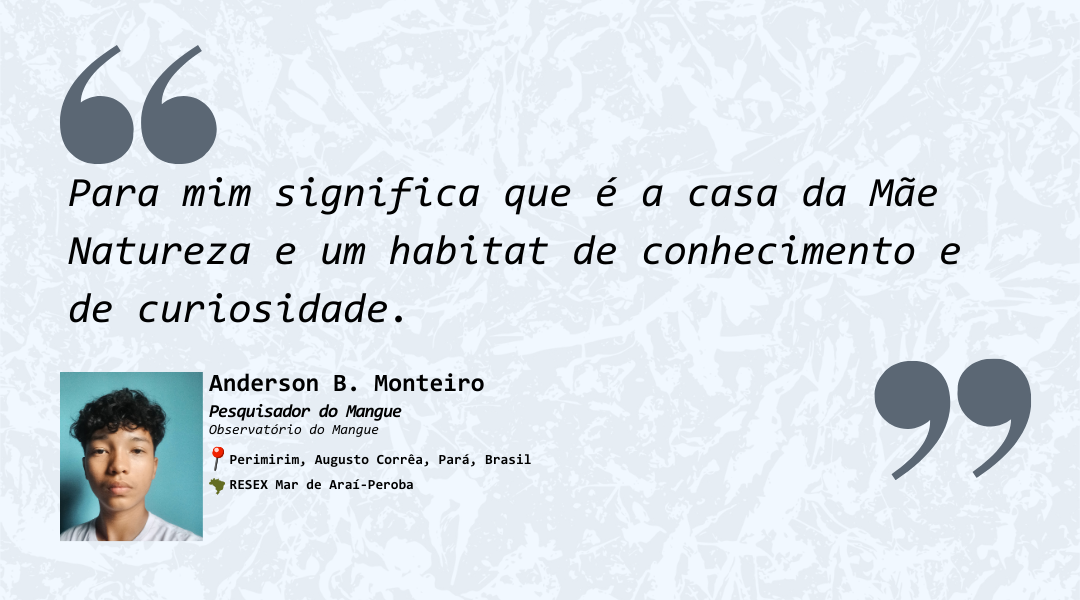 Para mim significa que é a casa da Mãe
Natureza e um habitat de conhecimento e
de curiosidade.
Anderson B. Monteiro
Pesquisador do Mangue
Observatório do Mangue
Perimirim, Augusto Corrêa, Pará, Brasil
RESEX Mar de Araí-Peroba